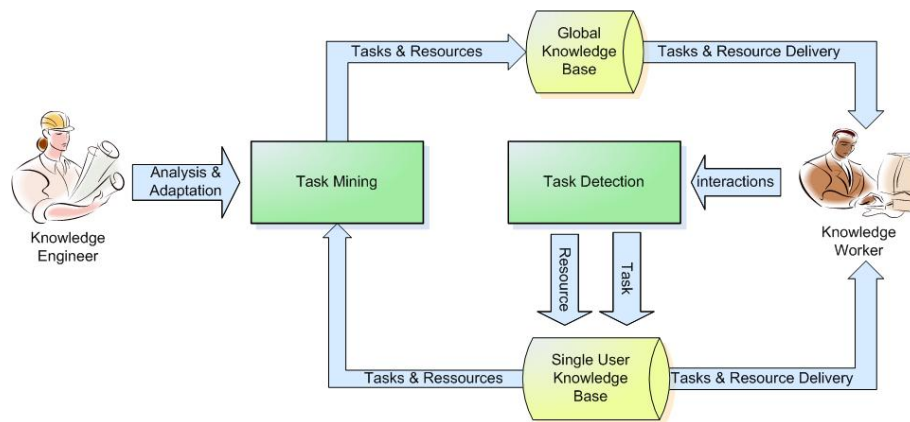 Global
Knowledge
Base
Tasks & Resources
Tasks & Resource Delivery
Analysis &
Adaptation
Task Mining
Task Detection
interactions
Knowledge
Engineer
Knowledge
Worker
Resource
Task
Single User
Knowledge
Base
Tasks & Ressources
Tasks & Resource Delivery